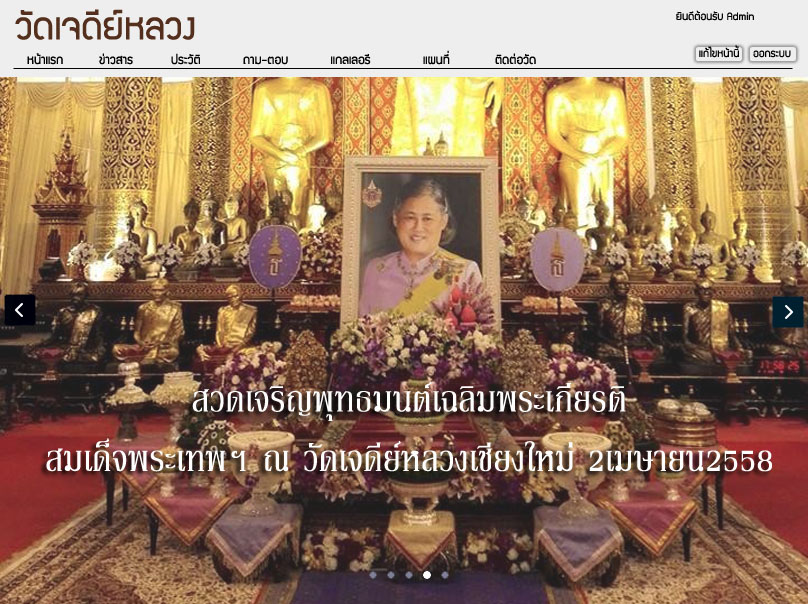 วัดเจดีย์หลวง
ยินดีต้อนรับ Admin
หน้าแรก ข่าวสาร ประวัติ ถาม-ตอบ แกลเลอรี แผนที่ ติดต่อวัด
แก้ไขหน้านี้ ออกระบบ
สวดเจริญพุทธมนต์เฉลิมพระเกียรติ
สมเด็จพระเทพฯ ณ วัดเจดีย์หลวงเชียงใหม่ 2เมษายน2558